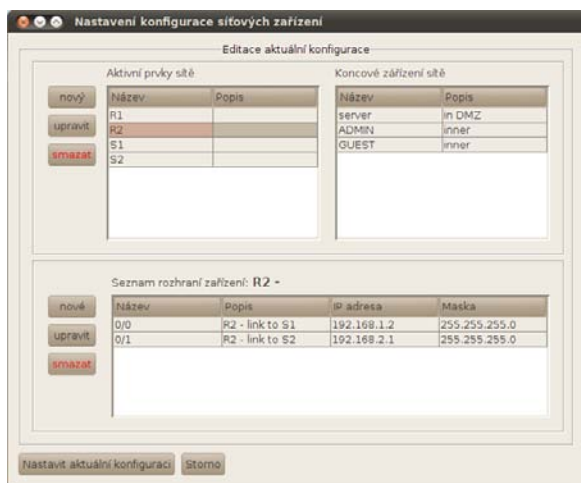 Nastavení konfigurace síťových zařízení
Editace aktuální konfigurace
Aktivní prvky sítě
nový
upravit
smazat
Název Popis
R1
R2
S1
S2
Koncové zářízení sítě
Název Popis
server in DMZ
ADMIN inner
GUEST inner
Seznam rozhraní zařízení: R2 -
nové
upravit
smazat
Název Popis IP adresa Maska
0/0 R2 - link to S1 192.168.1.2 255.255.255.0
0/1 R2 - link to S2 192.168.2.1 255.255.255.0
Nastavit aktuální konfiguraci Storno